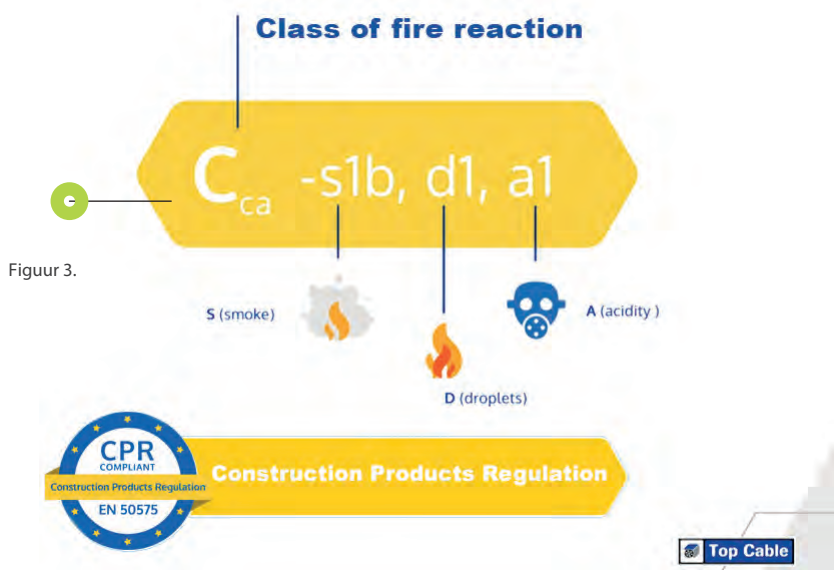 Class of fire reaction
Cca -s1b, d1, a1
Figuur 3.
S (smoke)
A (acidity )
D (droplets)
CPR
COMPLIANT
Construction Products Regulation
EN 50575
Construction Products Regulation
Top Cable